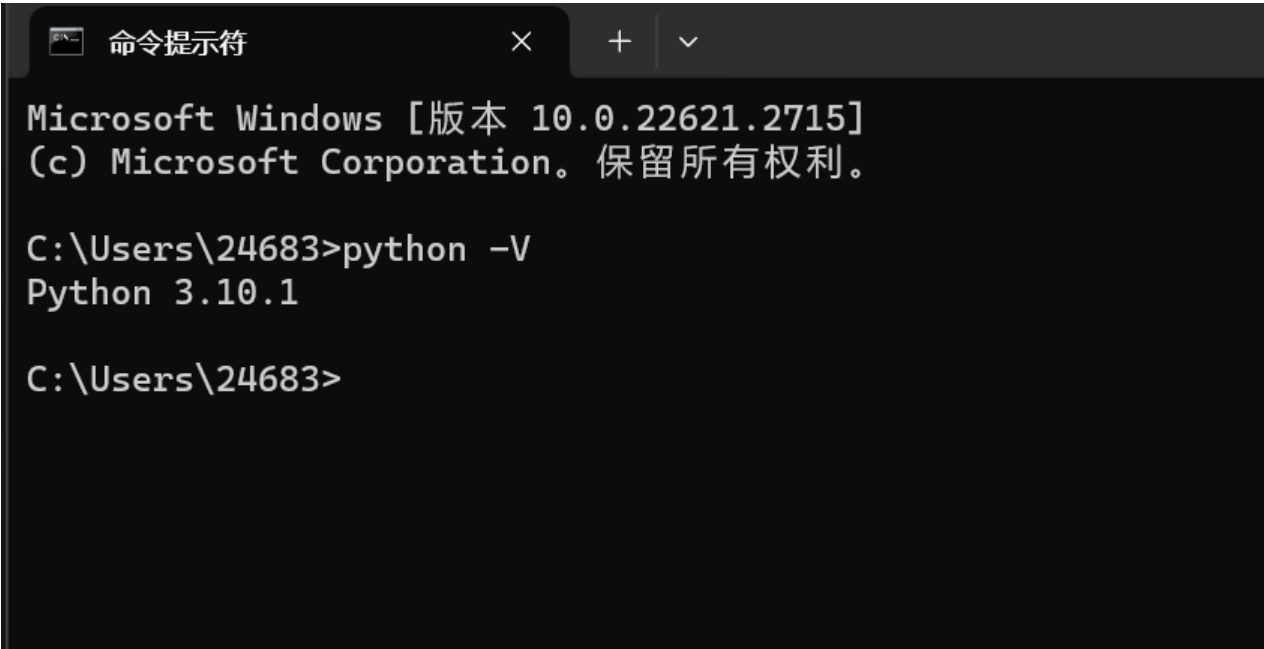 命令提示符
Microsoft Windows [版本 10.0.22621.2715]
(c) Microsoft Corporation。保留所有权利。
C:\Users\24683>python -V
Python 3.10.1
C:\Users\24683>